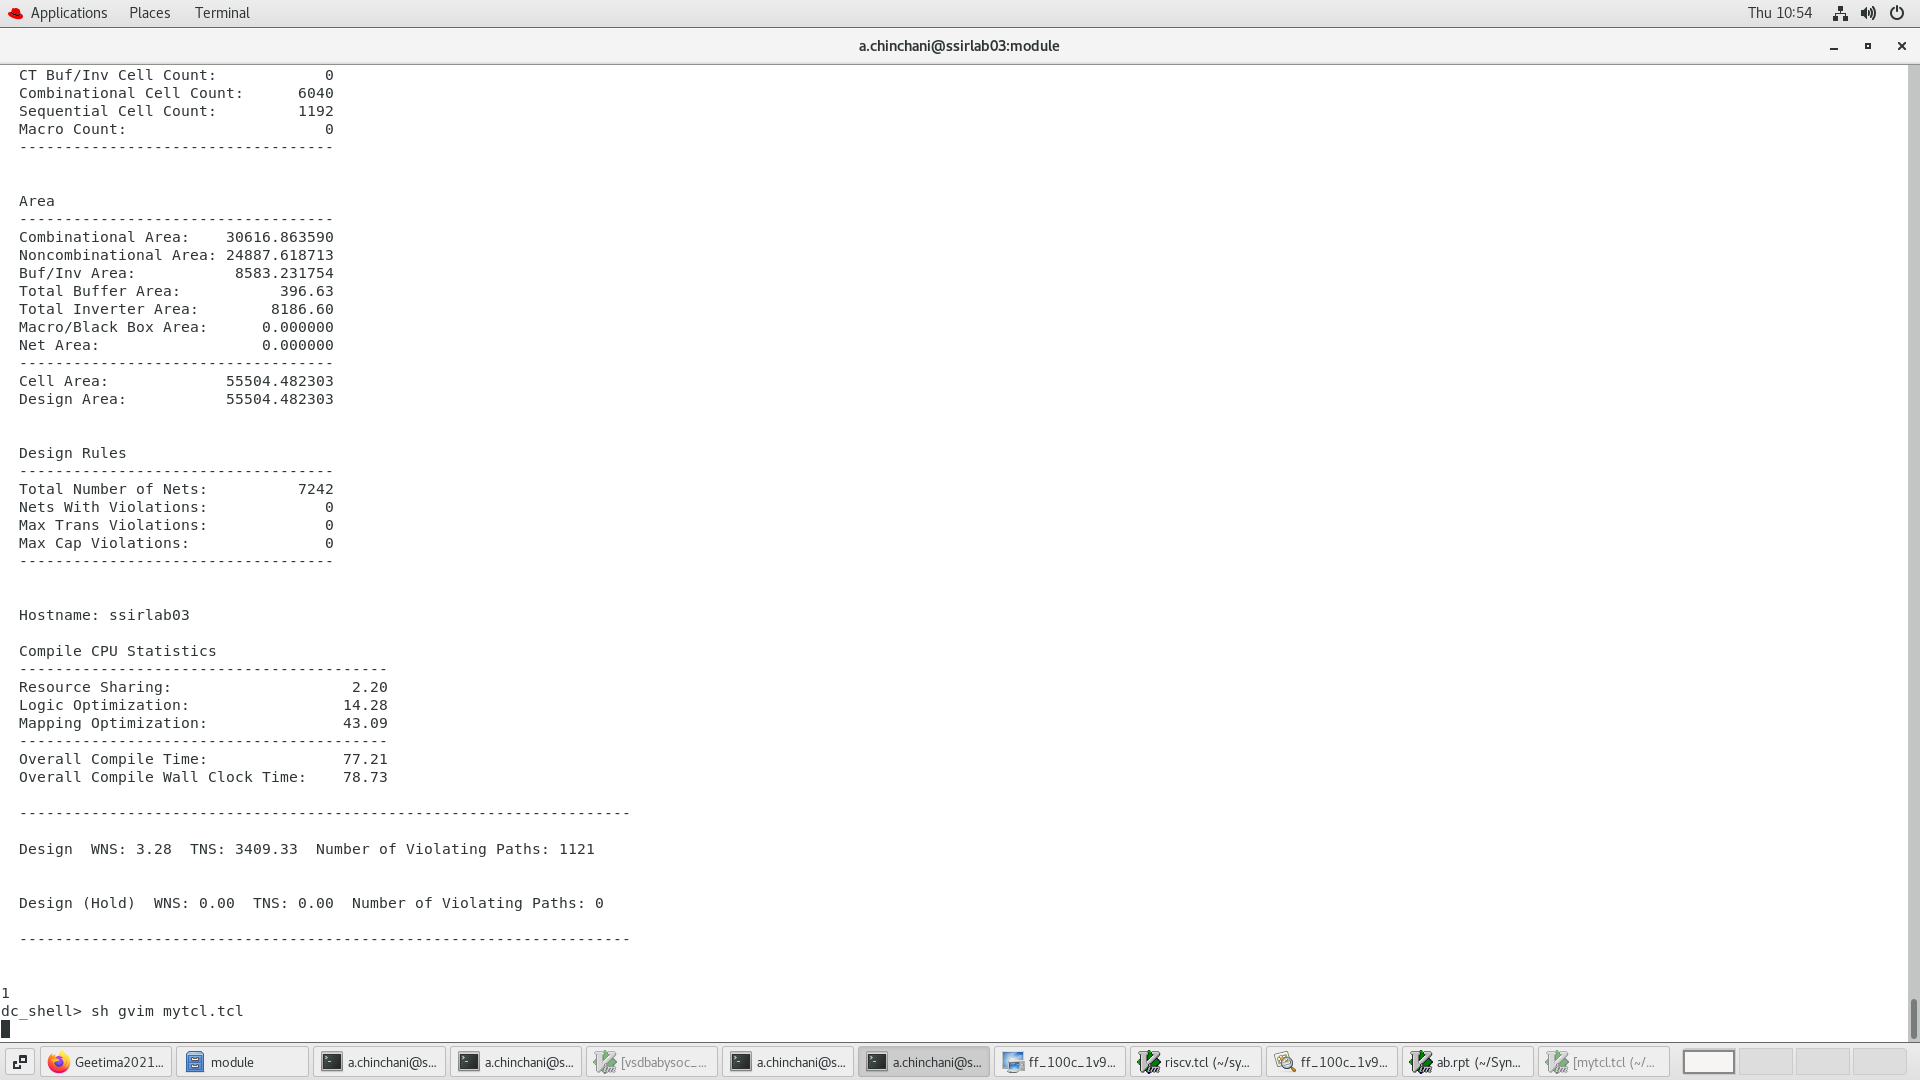 Applications Places Terminal Thu 10:54
a.chinchani@ssirlab03:module
CT Buf/Inv Cell Count: 0
Combinational Cell Count: 6040
Sequential Cell Count: 1192
Macro Count: 0
-----------------------------------
Area
-----------------------------------
Combinational Area: 30616.863590
Noncombinational Area: 24887.618713
Buf/Inv Area: 8583.231754
Total Buffer Area: 396.63
Total Inverter Area: 8186.60
Macro/Black Box Area: 0.000000
Net Area: 0.000000
-----------------------------------
Cell Area: 55504.482303
Design Area: 55504.482303
Design Rules
-----------------------------------
Total Number of Nets: 7242
Nets With Violations: 0
Max Trans Violations: 0
Max Cap Violations: 0
-----------------------------------
Hostname: ssirlab03
Compile CPU Statistics
-----------------------------------------
Resource Sharing: 2.20
Logic Optimization: 14.28
Mapping Optimization: 43.09
-----------------------------------------
Overall Compile Time: 77.21
Overall Compile Wall Clock Time: 78.73
--------------------------------------------------------------------
Design WNS: 3.28 TNS: 3409.33 Number of Violating Paths: 1121
Design (Hold) WNS: 0.00 TNS: 0.00 Number of Violating Paths: 0
--------------------------------------------------------------------
1
dc_shell> sh gvim mytcl.tcl
Geetima2021... module a.chinchani@s... a.chinchani@s... [vsdbabysoc_... a.chinchani@s... a.chinchani@s... ff_100c_1v9... riscv.tcl (~/sy... ff_100c_1v9... ab.rpt (~/Syn... [mytcl.tcl (~/...